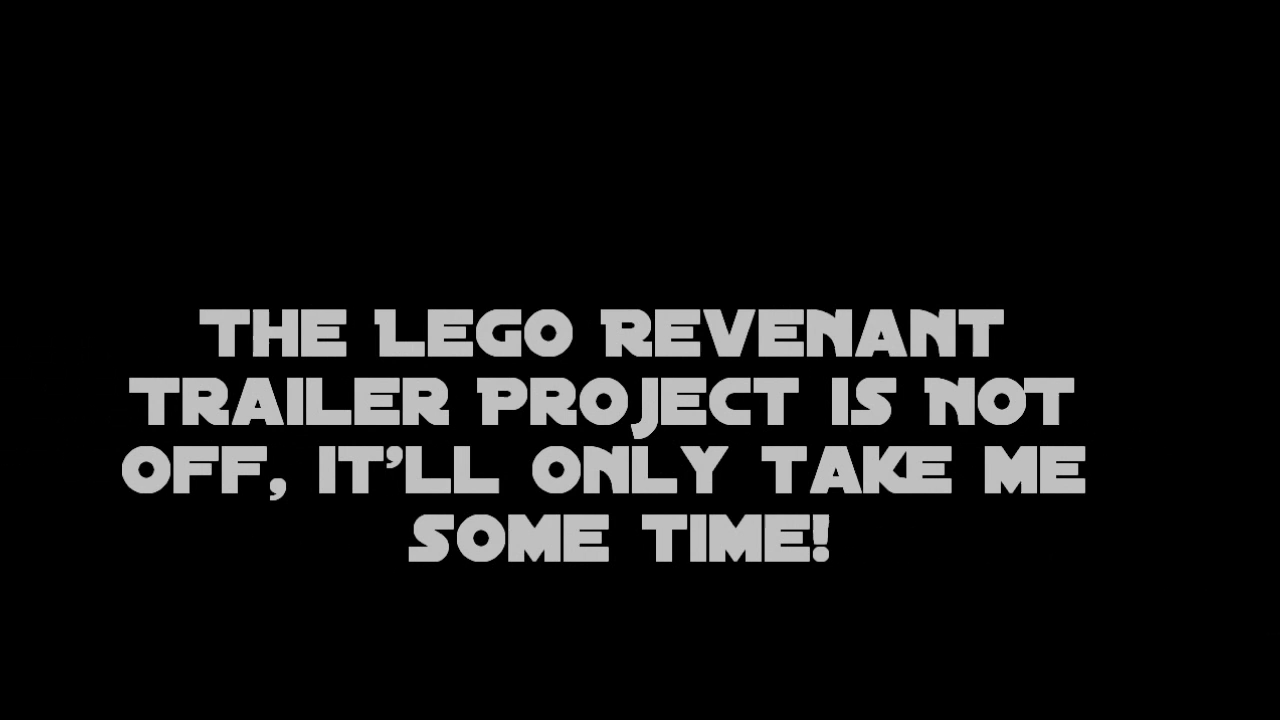 The Lego Revenant
Trailer Project is Not
off, it'll only take me
some time!